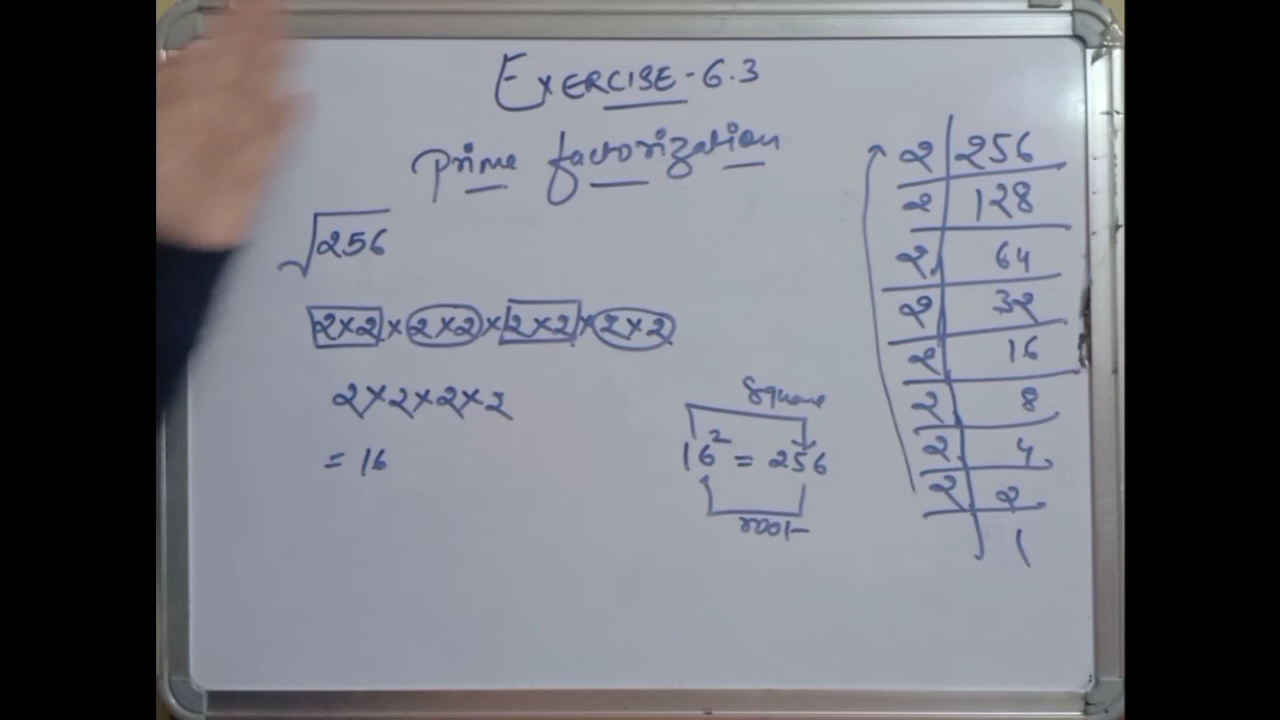 EXERCISE-6.3
Prime factorization
√256
2×2×2×2×2×2×2×2
2×2×2×2
= 16
Square
16² = 256
root
2 | 256
2 | 128
2 | 64
2 | 32
2 | 16
2 | 8
2 | 4
2 | 2
1